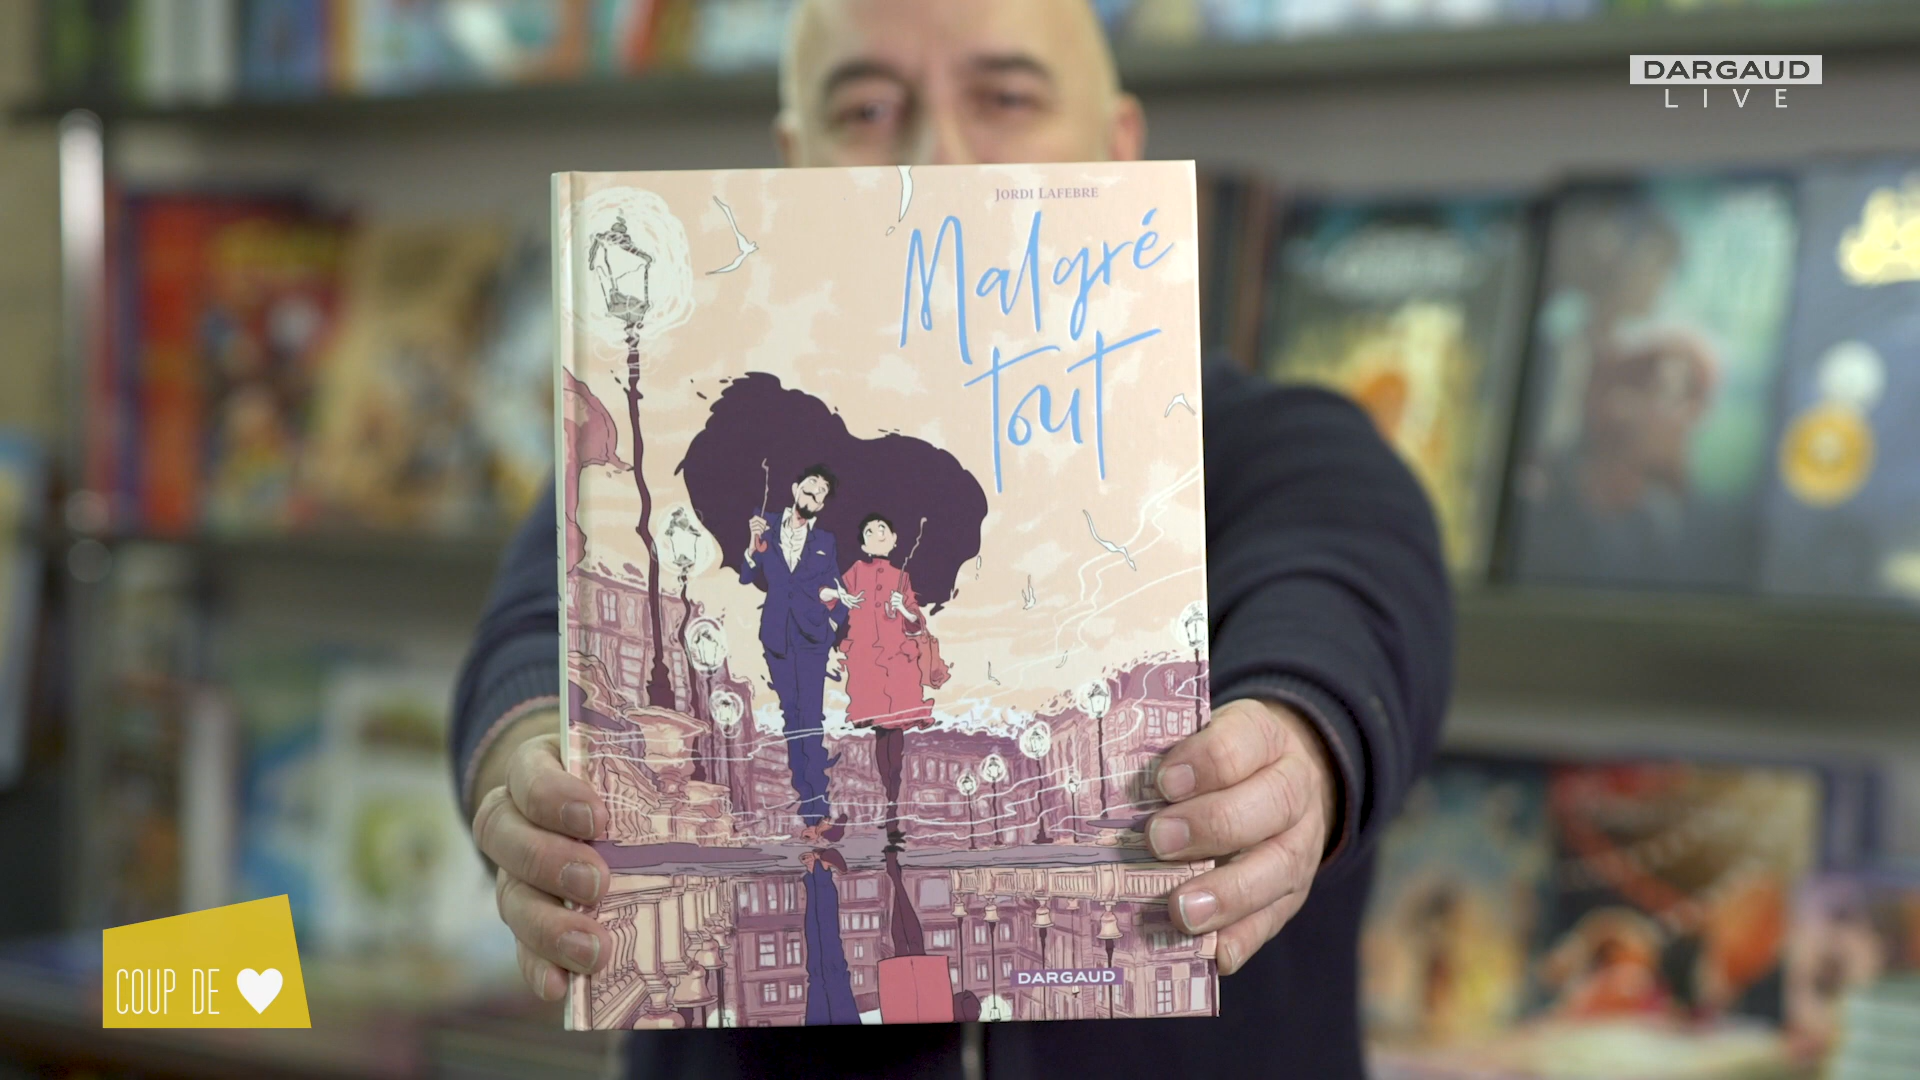 DARGAUD
LIVE
JORDI LAFEBRE
Malgré
tout
DARGAUD
COUP DE